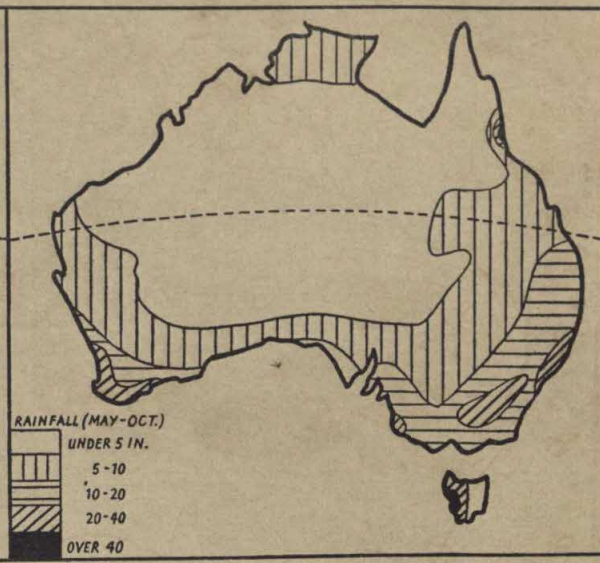 RAINFALL (MAY-OCT.)
UNDER 5 IN.
5-10
10-20
20-40
OVER 40